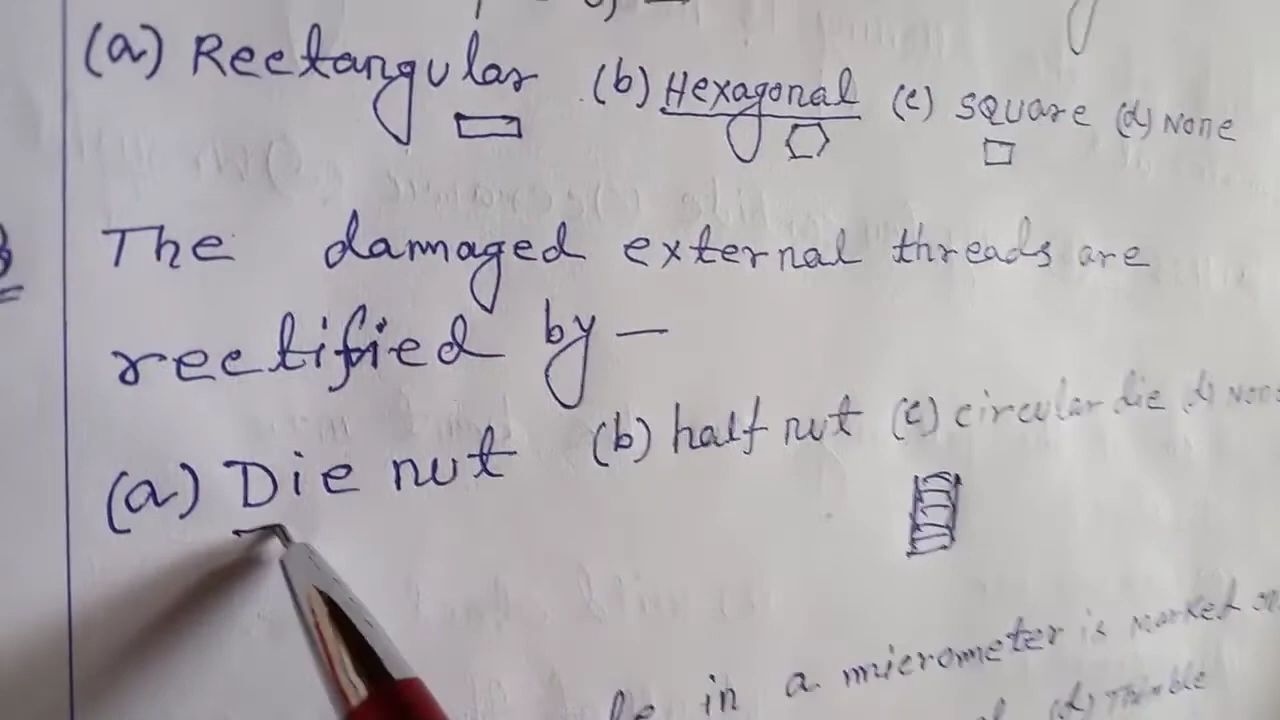 (a) Rectangular (b) Hexagonal (c) square (d) None
The damaged external threads are
rectified by —
(a) Die nut (b) half nut (c) circular die d) None
in a micrometer is marked on
(d) Thimble